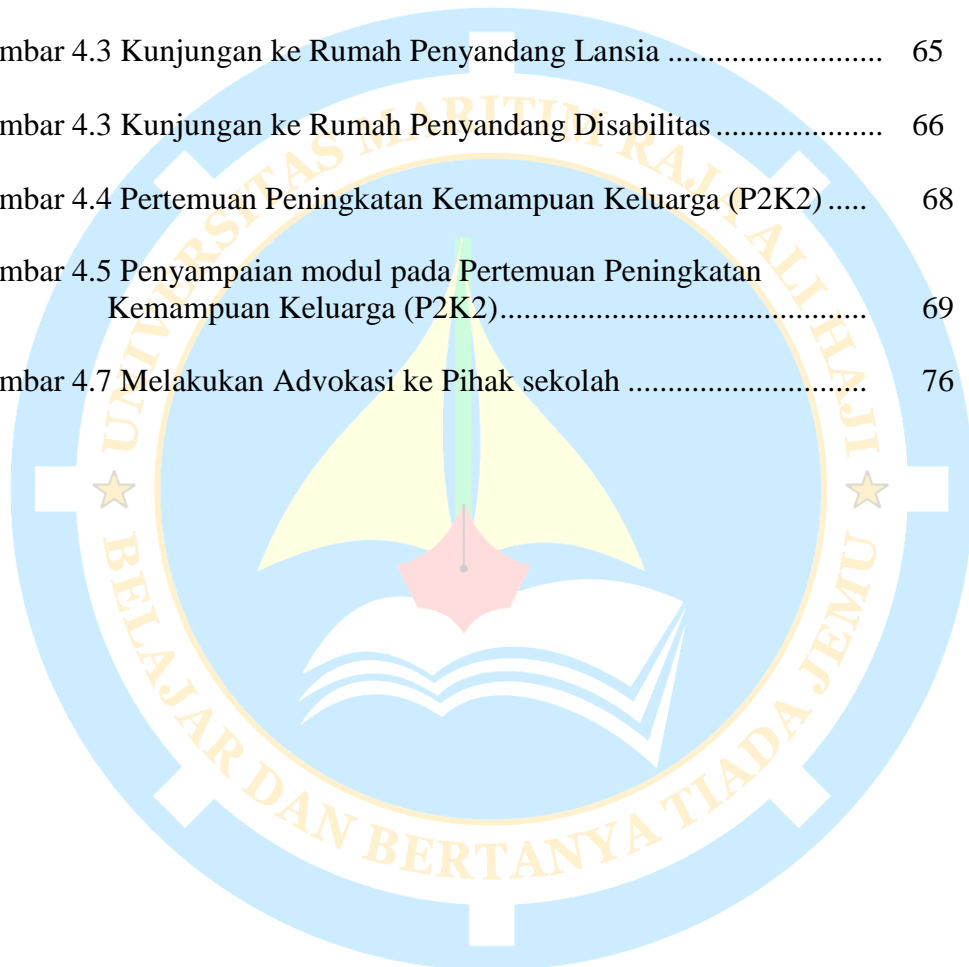 mbar 4.3 Kunjungan ke Rumah Penyandang Lansia ........................... 65
mbar 4.3 Kunjungan ke Rumah Penyandang Disabilitas ..................... 66
mbar 4.4 Pertemuan Peningkatan Kemampuan Keluarga (P2K2) ..... 68
mbar 4.5 Penyampaian modul pada Pertemuan Peningkatan
Kemampuan Keluarga (P2K2).............................................. 69
mbar 4.7 Melakukan Advokasi ke Pihak sekolah .............................. 76
UNIVERSITAS MARITIM RAJA ALI HAJI
BELAJAR DAN BERTANYA TIADA JEMU